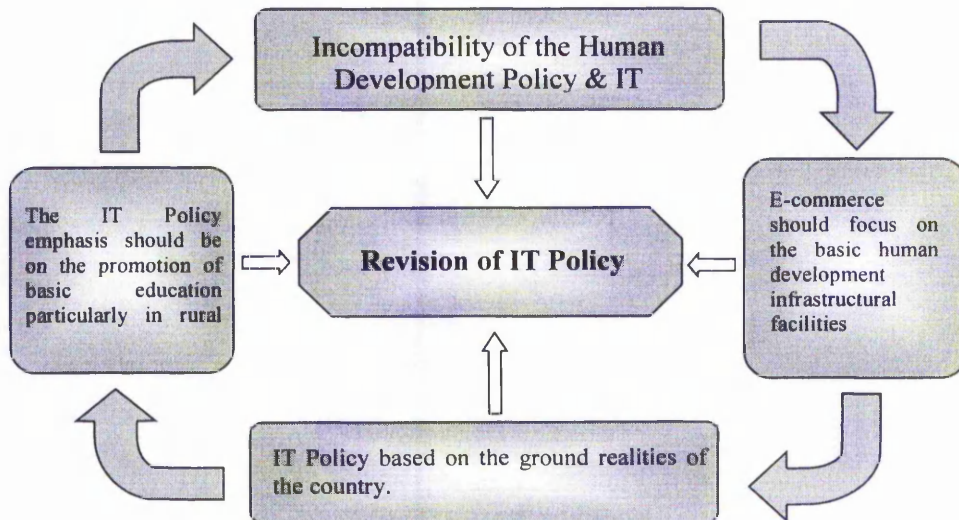 Incompatibility of the Human
Development Policy & IT
The IT Policy
emphasis should be
on the promotion of
basic education
particularly in rural
Revision of IT Policy
E-commerce
should focus on
the basic human
development
infrastructural
facilities
IT Policy based on the ground realities of
the country.